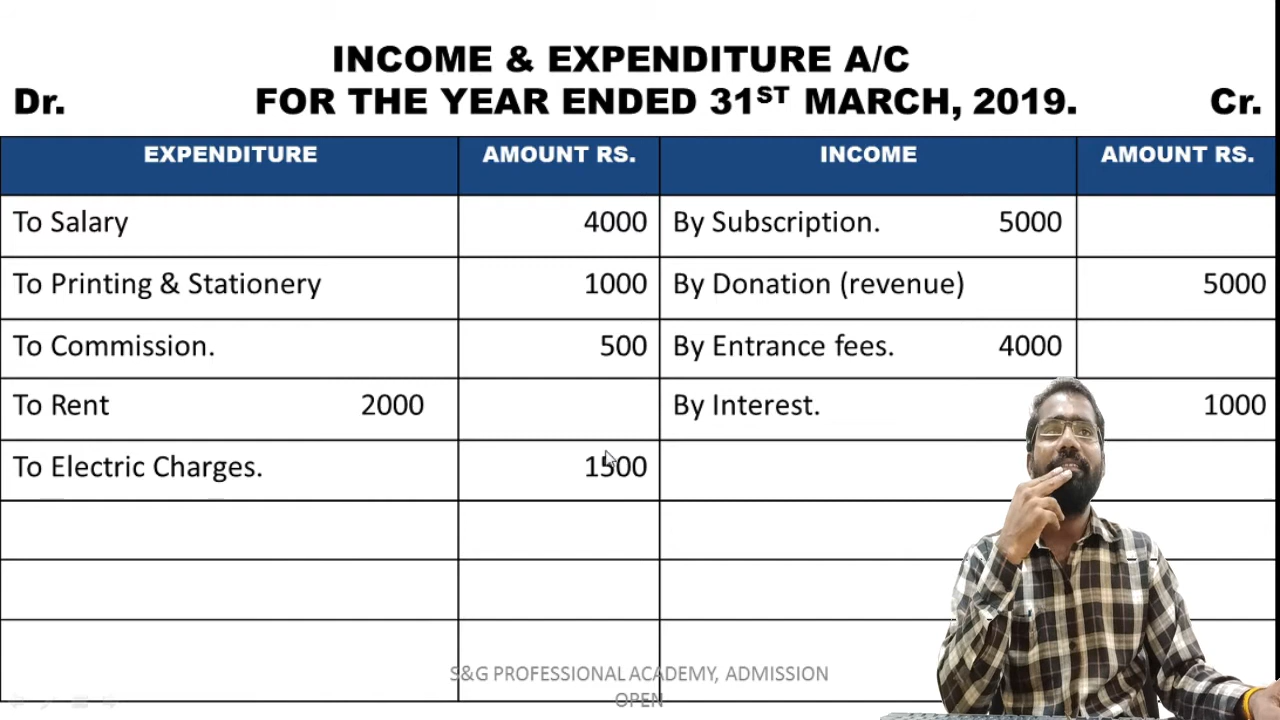 INCOME & EXPENDITURE A/C
Dr. FOR THE YEAR ENDED 31ST MARCH, 2019. Cr.
EXPENDITURE AMOUNT RS. INCOME AMOUNT RS.
To Salary 4000 By Subscription. 5000
To Printing & Stationery 1000 By Donation (revenue) 5000
To Commission. 500 By Entrance fees. 4000
To Rent 2000 By Interest. 1000
To Electric Charges. 1500
S&G PROFESSIONAL ACADEMY, ADMISSION
OPEN